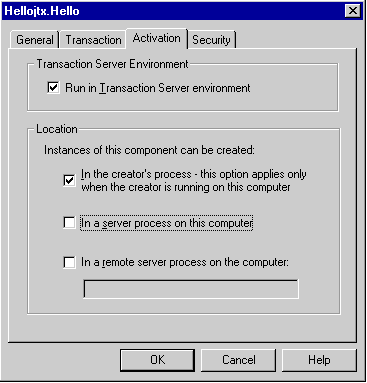 Hellojtx.Hello
General Transaction Activation Security
Transaction Server Environment
Run in Transaction Server environment
Location
Instances of this component can be created:
In the creator's process - this option applies only
when the creator is running on this computer
In a server process on this computer
In a remote server process on the computer:
OK Cancel Help